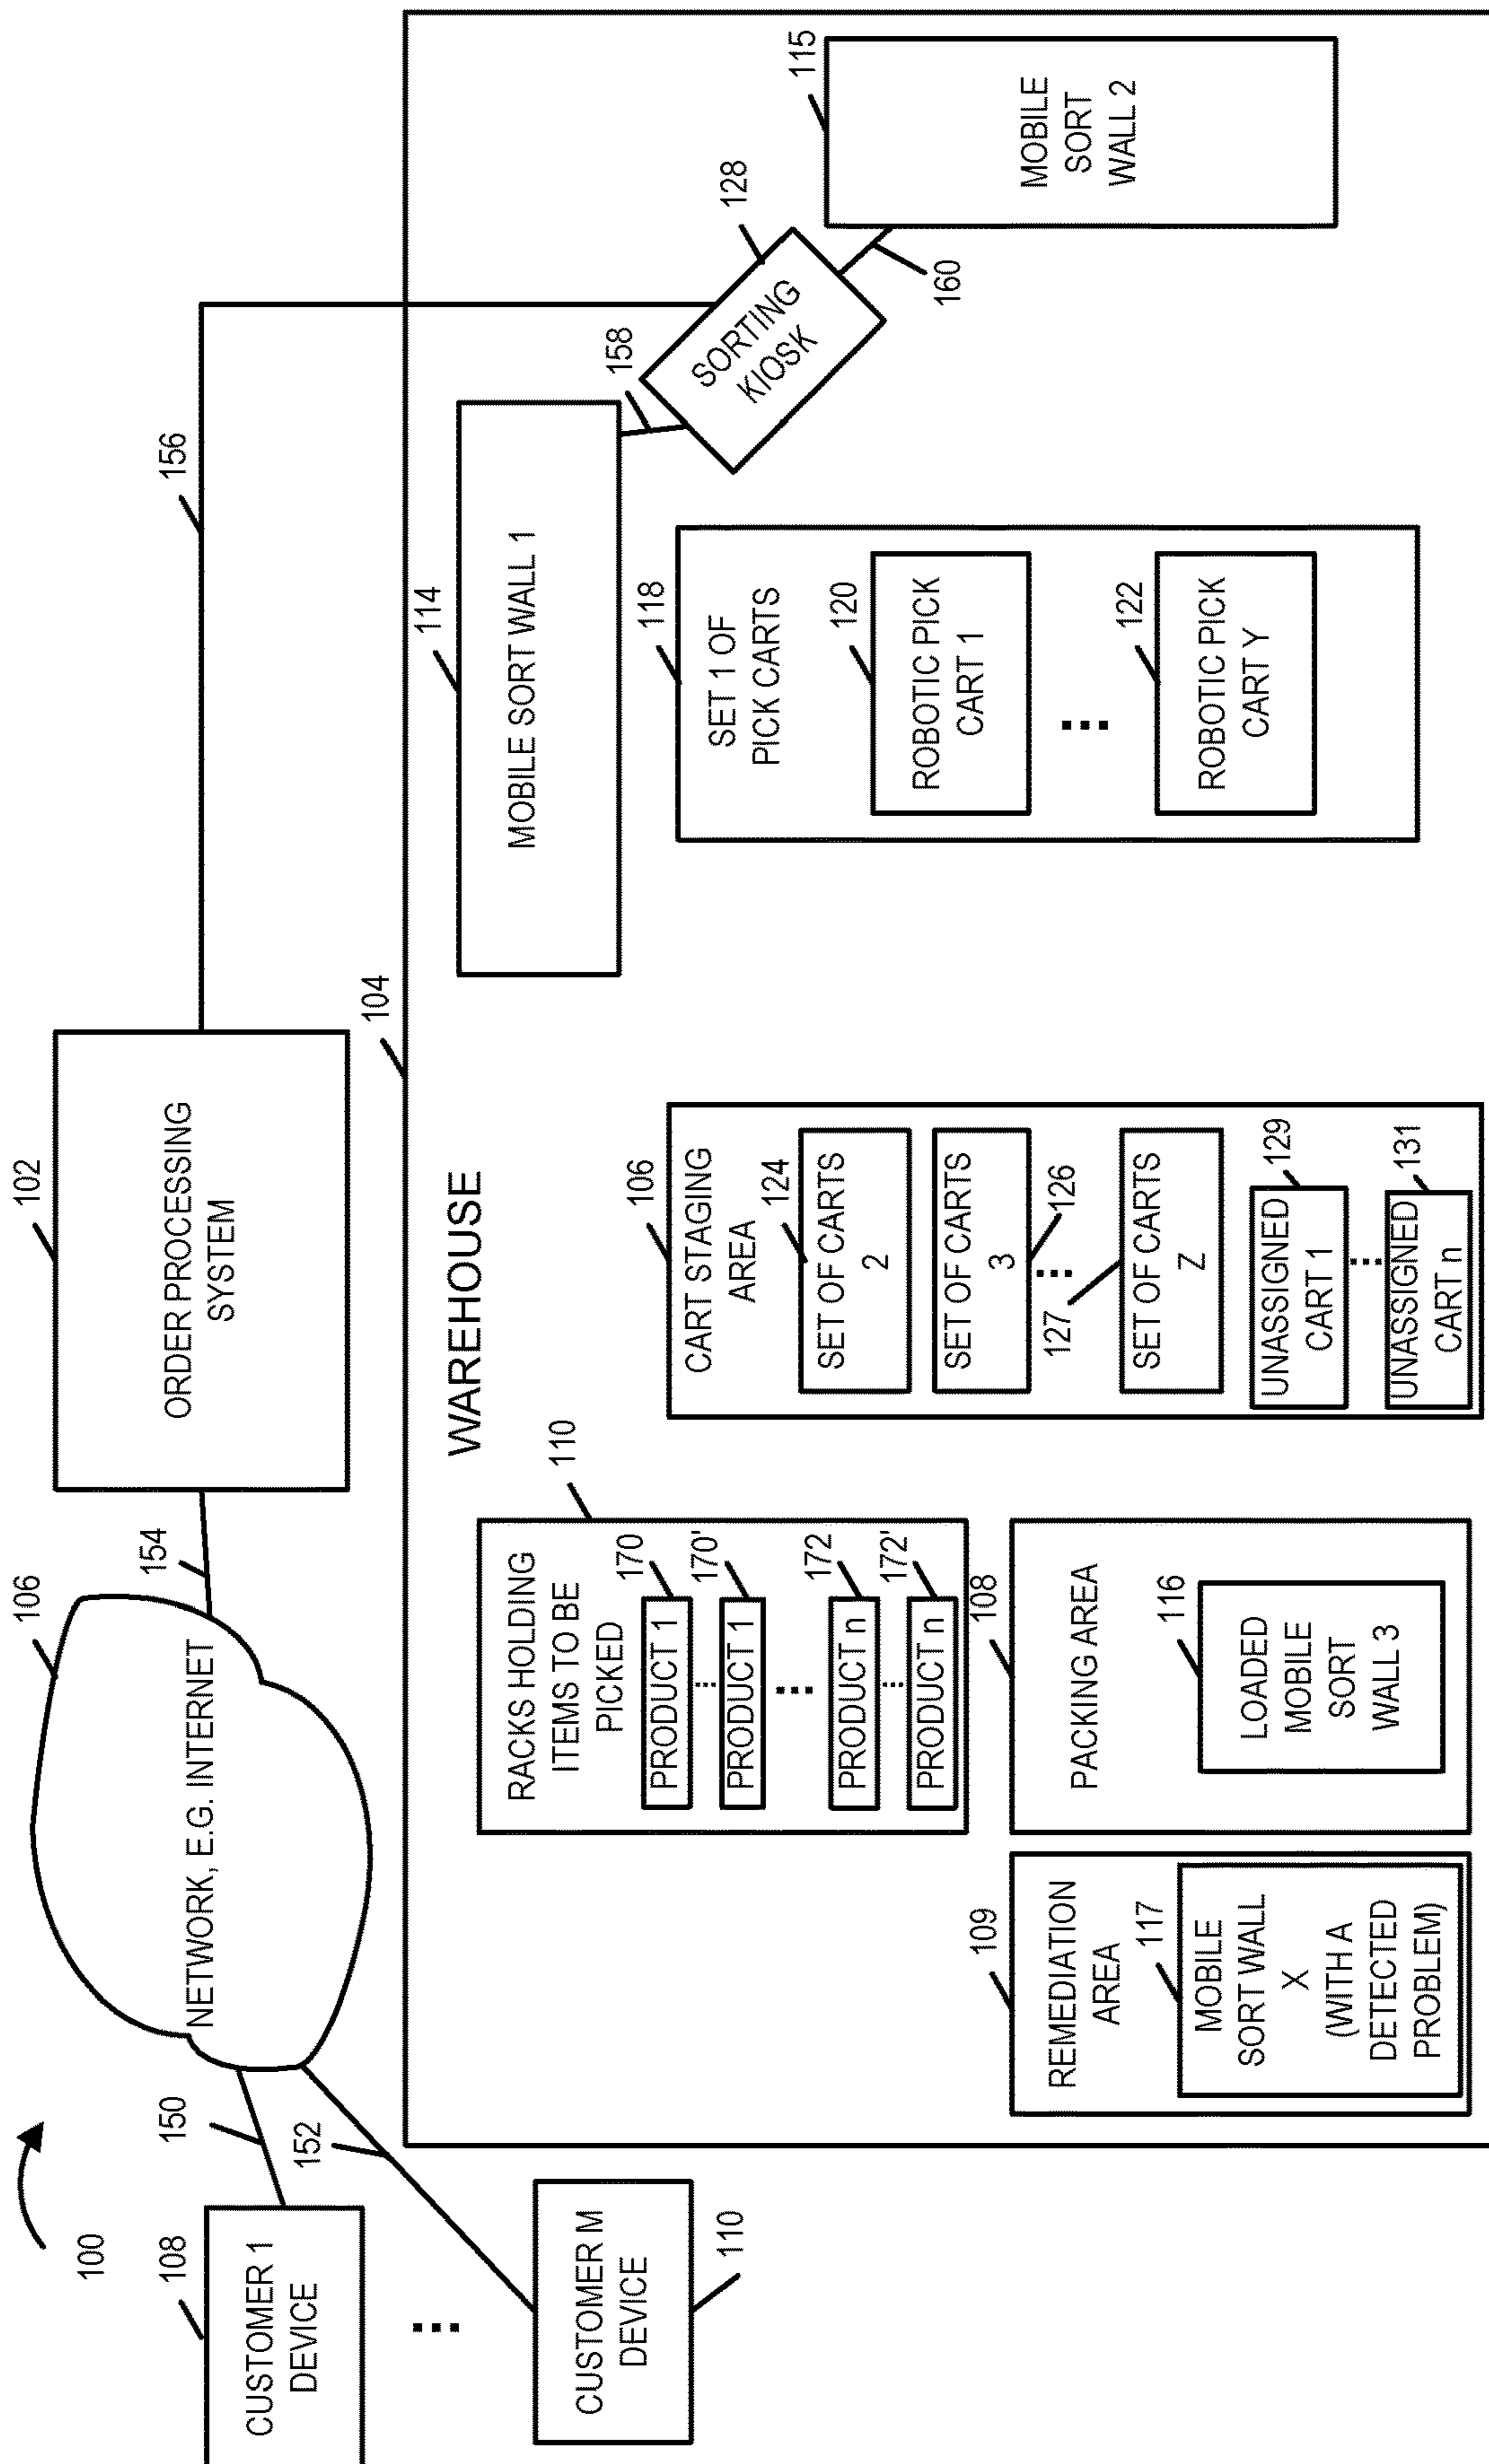 100
108
CUSTOMER 1
DEVICE
150
152
CUSTOMER M
DEVICE
110
106
NETWORK, E.G. INTERNET
154
102
ORDER PROCESSING
SYSTEM
156
104
WAREHOUSE
110
RACKS HOLDING
ITEMS TO BE
PICKED
170
PRODUCT 1
170'
PRODUCT 1
172
PRODUCT n
172'
PRODUCT n
109
REMEDIATION
AREA
117
MOBILE
SORT WALL
X
(WITH A
DETECTED
PROBLEM)
108
PACKING AREA
116
LOADED
MOBILE
SORT
WALL 3
106
CART STAGING
AREA
124
SET OF CARTS
2
SET OF CARTS
3
126
127
SET OF CARTS
Z
129
UNASSIGNED
CART 1
131
UNASSIGNED
CART n
114
MOBILE SORT WALL 1
118
SET 1 OF
PICK CARTS
120
ROBOTIC PICK
CART 1
122
ROBOTIC PICK
CART Y
158
128
SORTING
KIOSK
160
115
MOBILE
SORT
WALL 2